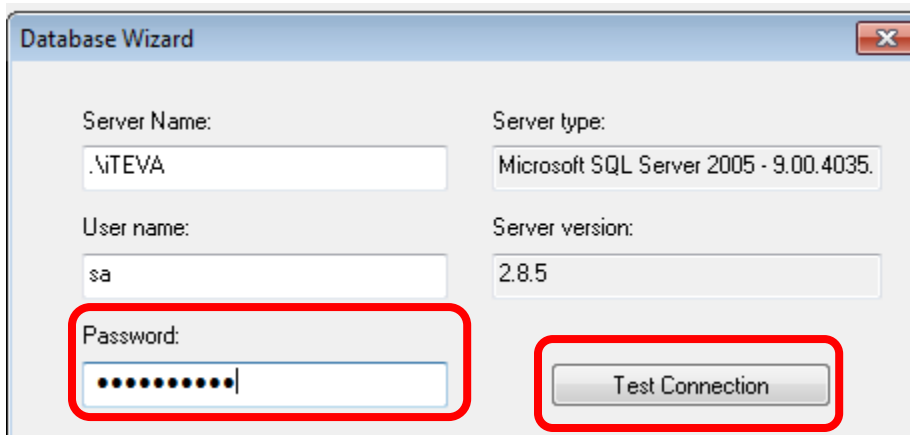 Database Wizard
Server Name:
.\iTEVA
Server type:
Microsoft SQL Server 2005 - 9.00.4035.
User name:
sa
Server version:
2.8.5
Password:
••••••••••
Test Connection